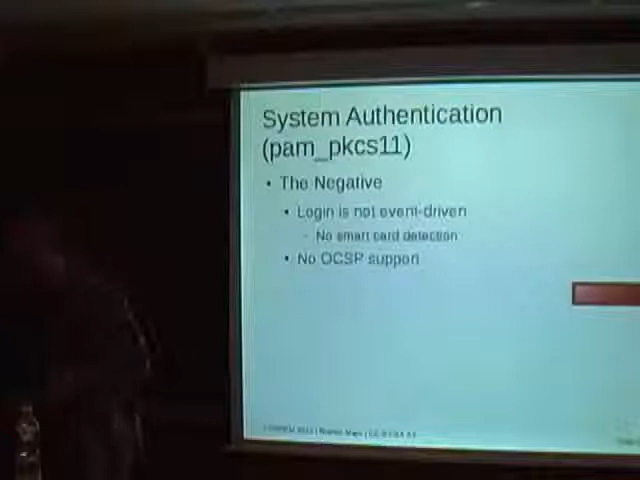 System Authentication
(pam_pkcs11)
• The Negative
• Login is not event-driven
– No smart card detection
• No OCSP support